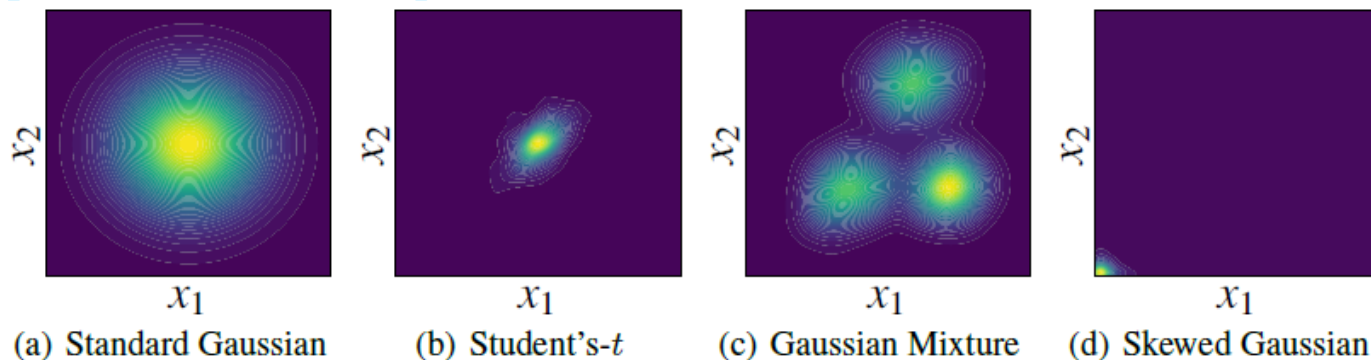 x2 x2 x2 x2
x1 x1 x1 x1
(a) Standard Gaussian (b) Student's-t (c) Gaussian Mixture (d) Skewed Gaussian